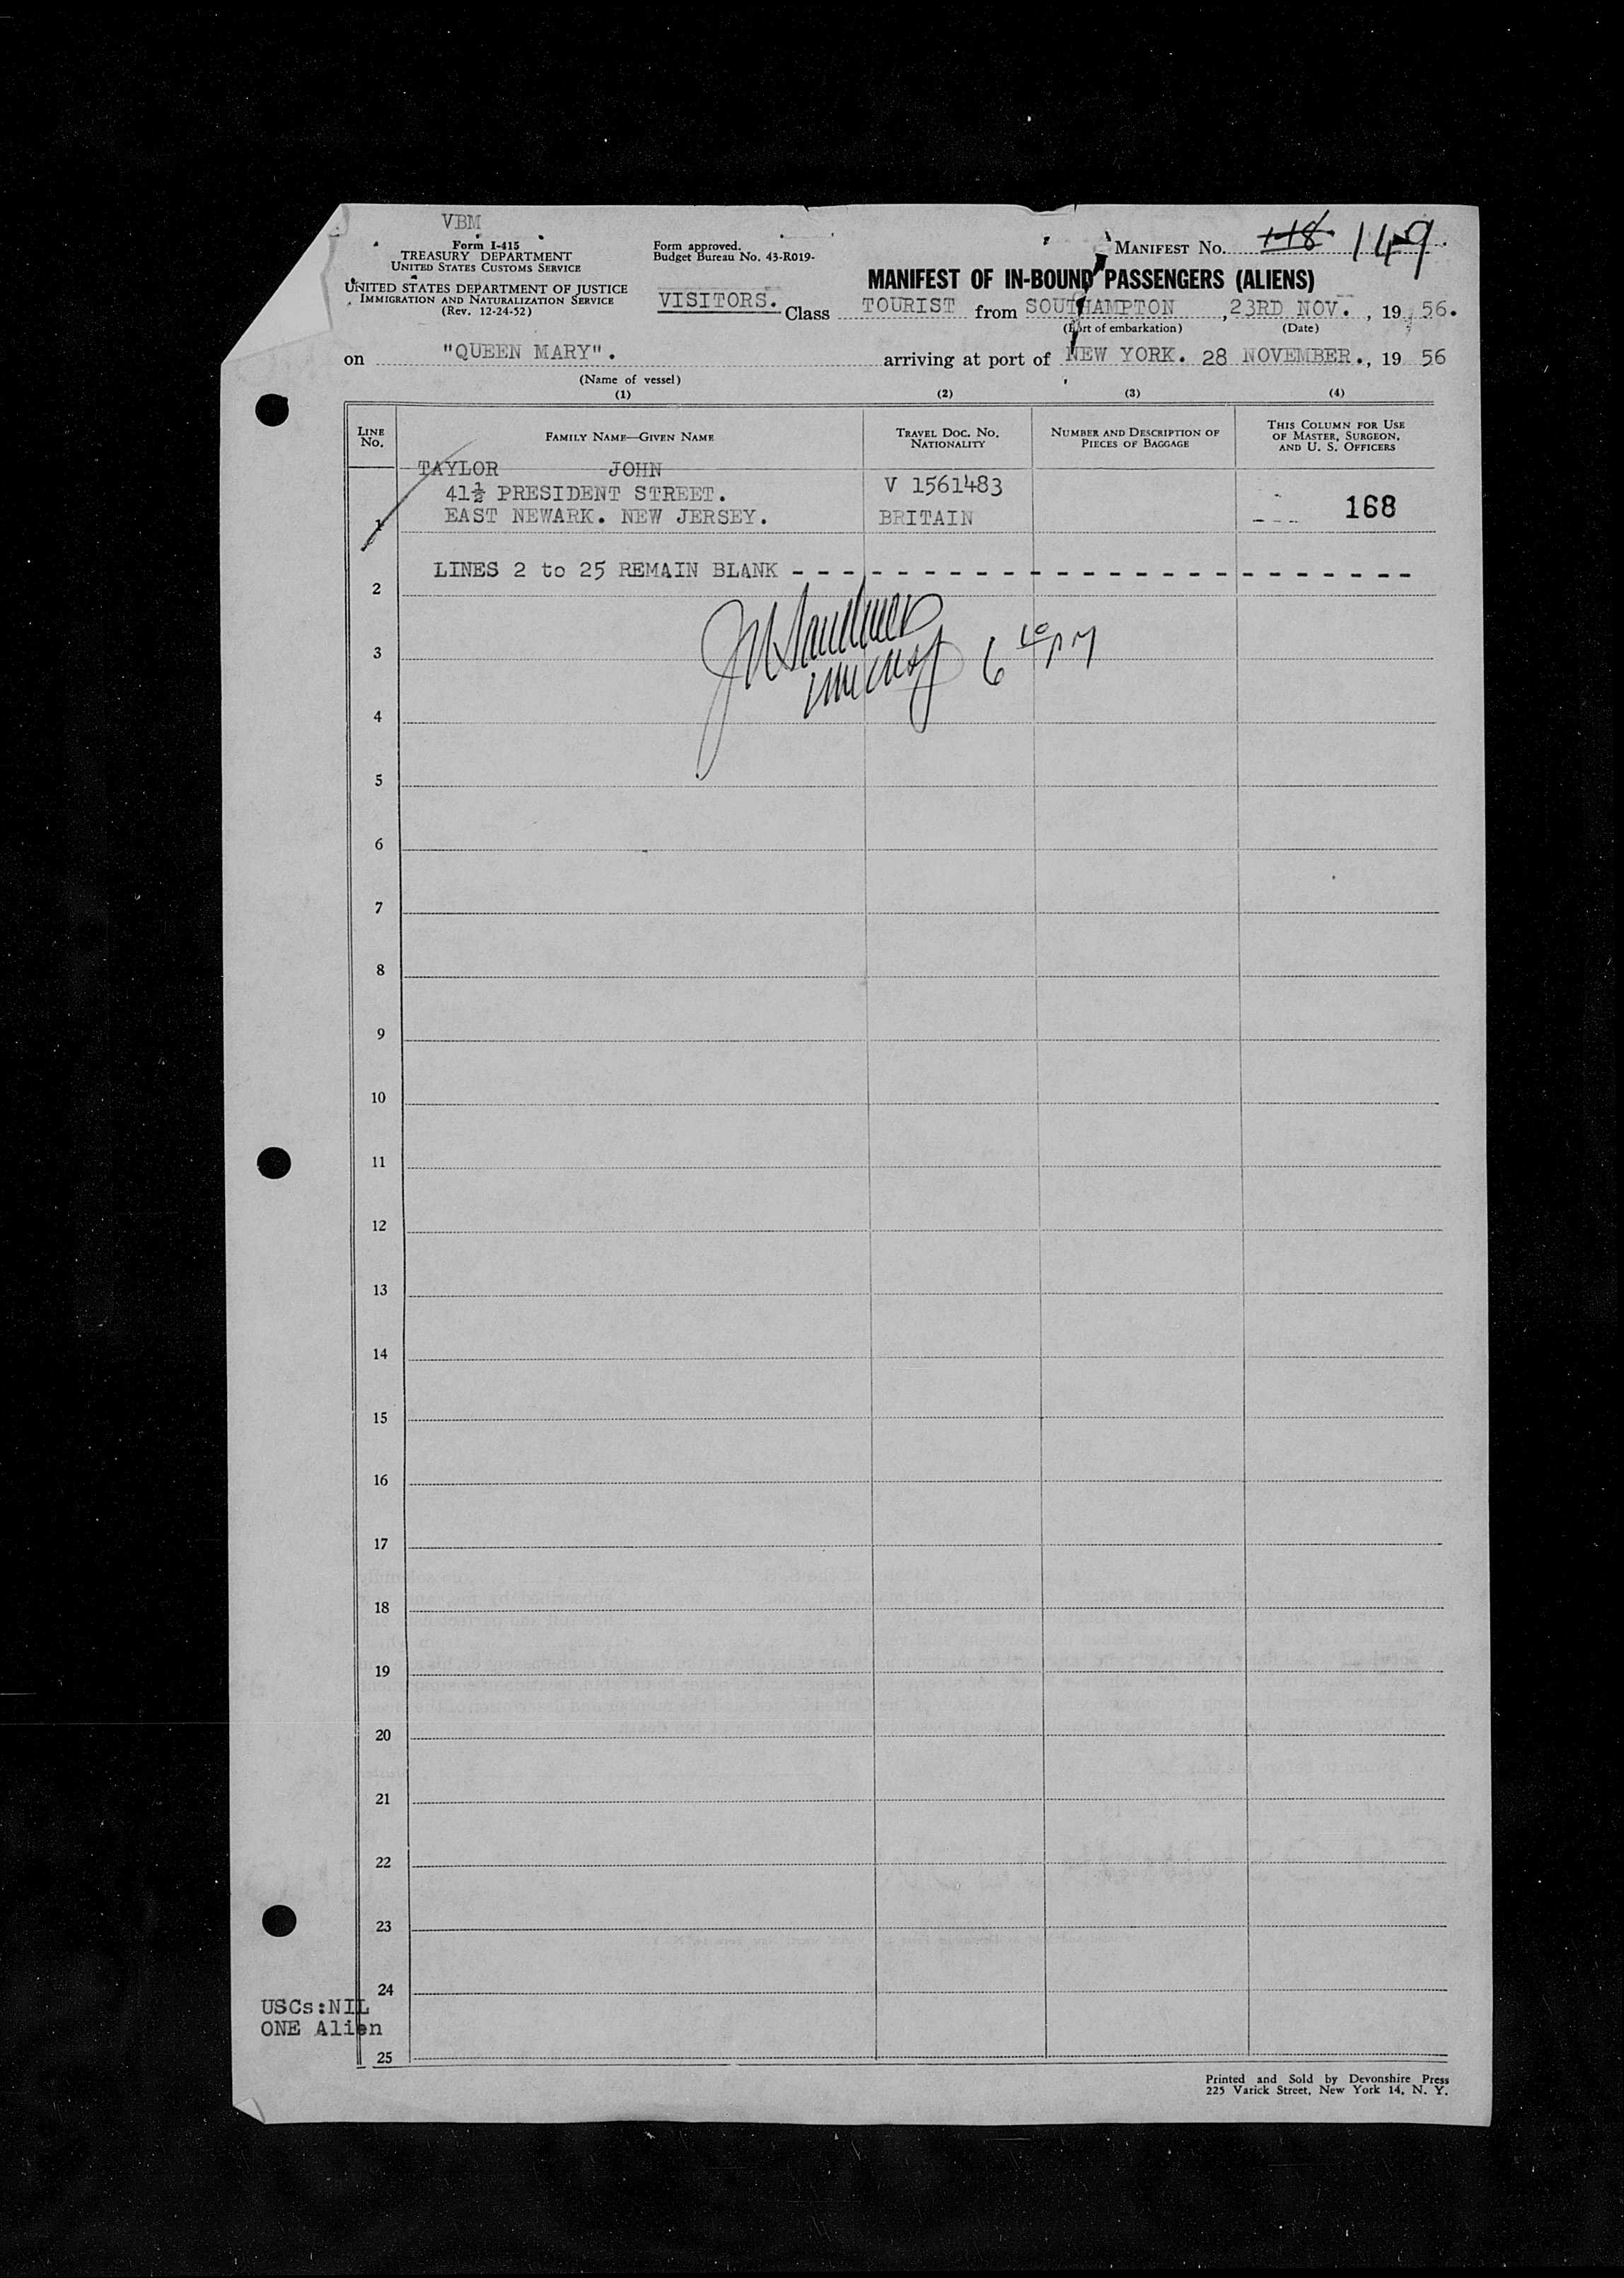 VBM
Form I-415
TREASURY DEPARTMENT
UNITED STATES CUSTOMS SERVICE
UNITED STATES DEPARTMENT OF JUSTICE
IMMIGRATION AND NATURALIZATION SERVICE
(Rev. 12-24-52)
Form approved.
Budget Bureau No. 43-R019-
MANIFEST No. 118 149
MANIFEST OF IN-BOUND PASSENGERS (ALIENS)
VISITORS. Class TOURIST from SOUTHAMPTON ,23RD NOV. , 19 56.
(Port of embarkation) (Date)
on "QUEEN MARY". arriving at port of NEW YORK. 28 NOVEMBER., 19 56
(Name of vessel)
(1) (2) (3) (4)
LINE No. FAMILY NAME—GIVEN NAME TRAVEL DOC. NO. NATIONALITY NUMBER AND DESCRIPTION OF PIECES OF BAGGAGE THIS COLUMN FOR USE OF MASTER, SURGEON, AND U. S. OFFICERS
TAYLOR JOHN
41½ PRESIDENT STREET. V 1561483
1 EAST NEWARK. NEW JERSEY. BRITAIN 168
LINES 2 to 25 REMAIN BLANK - - - - - - - - - - - - - - - - - - - - - - - - - - -
2
3
4
5
6
7
8
9
10
11
12
13
14
15
16
17
18
19
20
21
22
23
24
USCs:NIL
ONE Alien
25
Printed and Sold by Devonshire Press
225 Varick Street, New York 14, N. Y.